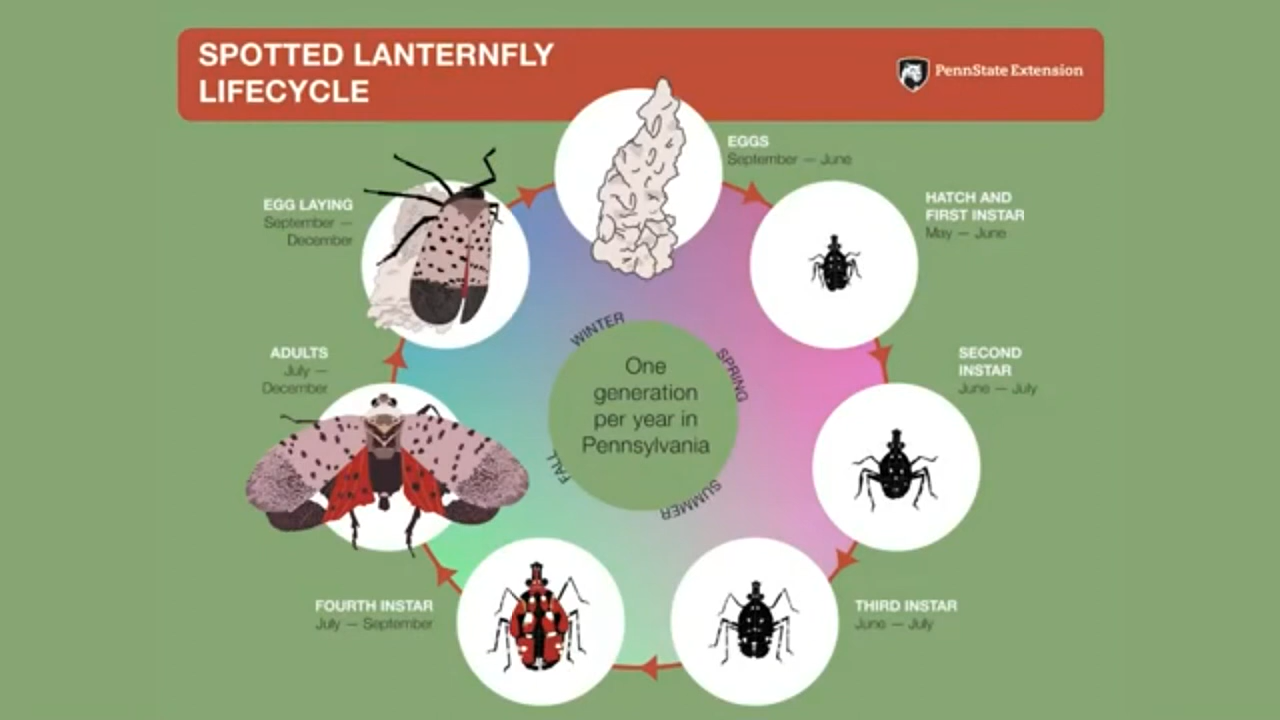 SPOTTED LANTERNFLY
LIFECYCLE
PennState Extension
EGGS
September — June
HATCH AND
FIRST INSTAR
May — June
SECOND
INSTAR
June — July
THIRD INSTAR
June — July
FOURTH INSTAR
July — September
ADULTS
July —
December
EGG LAYING
September —
December
WINTER
SPRING
SUMMER
FALL
One
generation
per year in
Pennsylvania